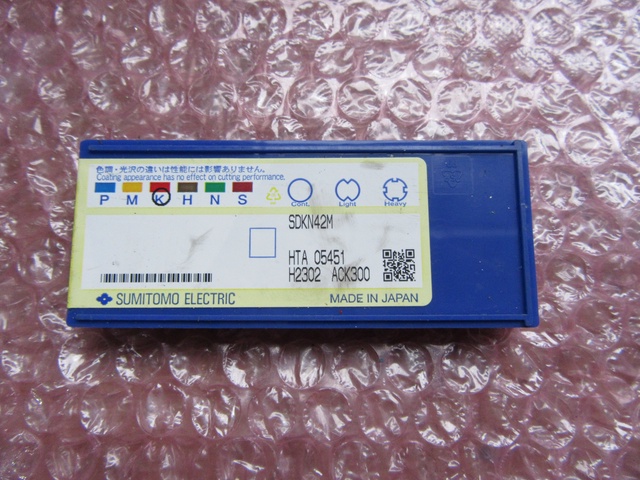 色調・光沢の違いは性能には影響ありません。
Coating appearance has no effect on cutting performance.
P M K H N S
Cont. Light Heavy
SDKN42M
HTA 05451
H2302 ACK300
SUMITOMO ELECTRIC
MADE IN JAPAN